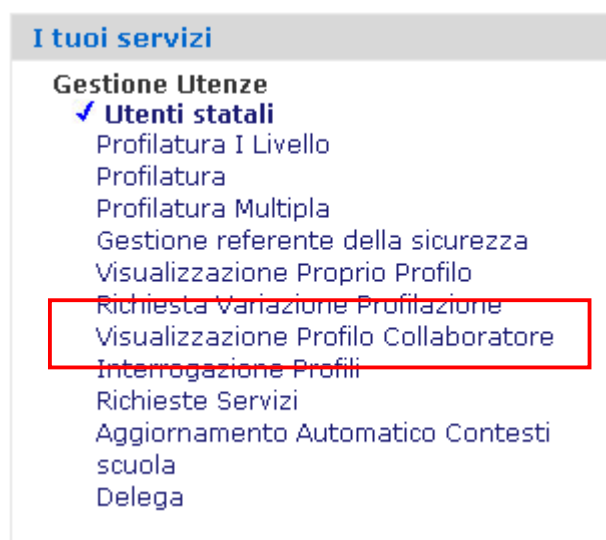 I tuoi servizi
Gestione Utenze
Utenti statali
Profilatura I Livello
Profilatura
Profilatura Multipla
Gestione referente della sicurezza
Visualizzazione Proprio Profilo
Richiesta Variazione Profilazione
Visualizzazione Profilo Collaboratore
Interrogazione Profili
Richieste Servizi
Aggiornamento Automatico Contesti
scuola
Delega